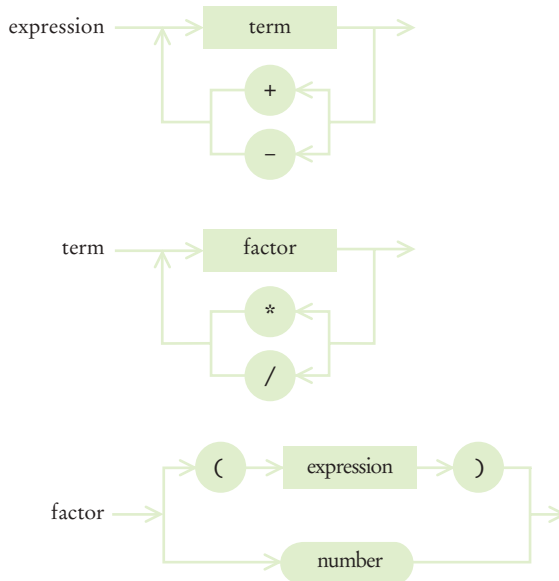 expression term
+
-
term factor
*
/
( expression )
factor
number